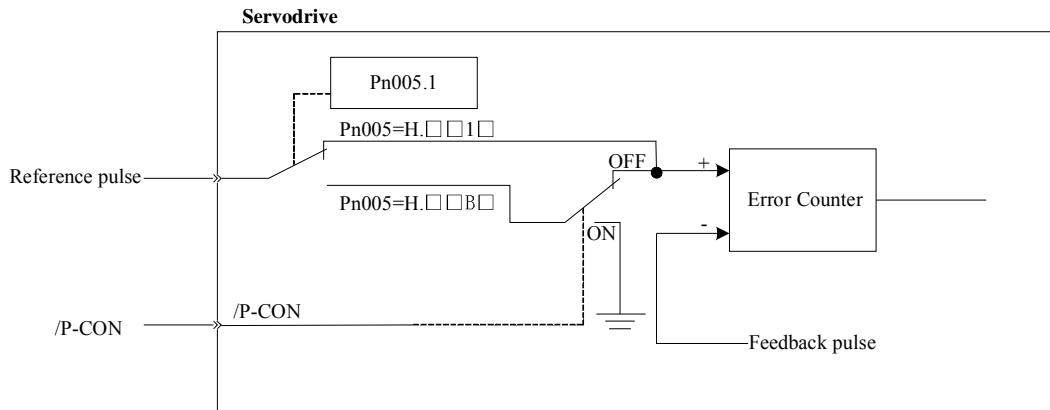 Servodrive
Pn005.1
Pn005=H.□□1□
Reference pulse
OFF
+
Error Counter
Pn005=H.□□B□
ON
-
/P-CON
/P-CON
Feedback pulse